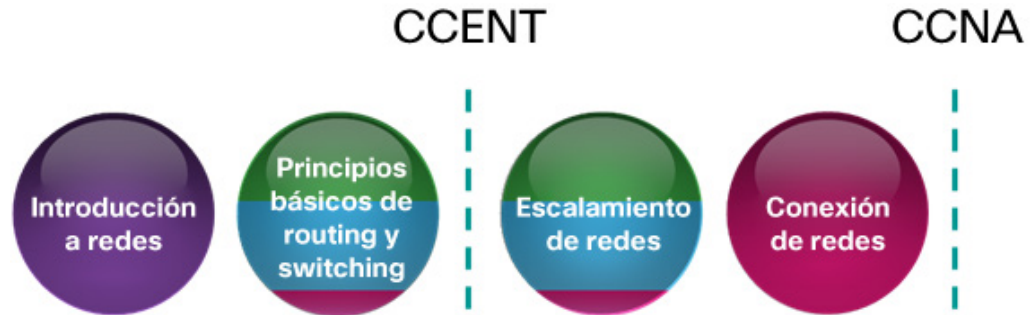 CCENT
CCNA
Introducción
a redes
Principios
básicos de
routing y
switching
Escalamiento
de redes
Conexión
de redes